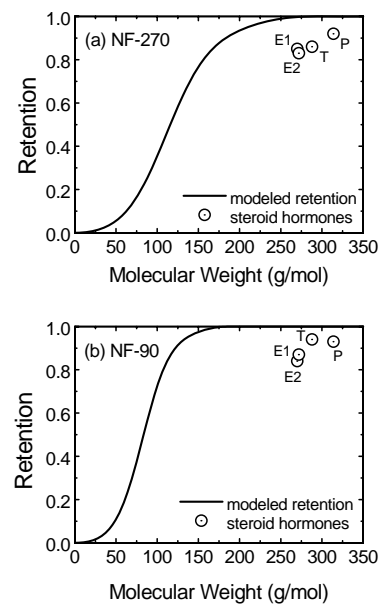 (a) NF-270
1.0
0.8
0.6
0.4
0.2
0.0
Retention
E1
E2
T
P
modeled retention
steroid hormones
0 50 100 150 200 250 300 350
Molecular Weight (g/mol)
(b) NF-90
1.0
0.8
0.6
0.4
0.2
0.0
Retention
T
E1
E2
P
modeled retention
steroid hormones
0 50 100 150 200 250 300 350
Molecular Weight (g/mol)